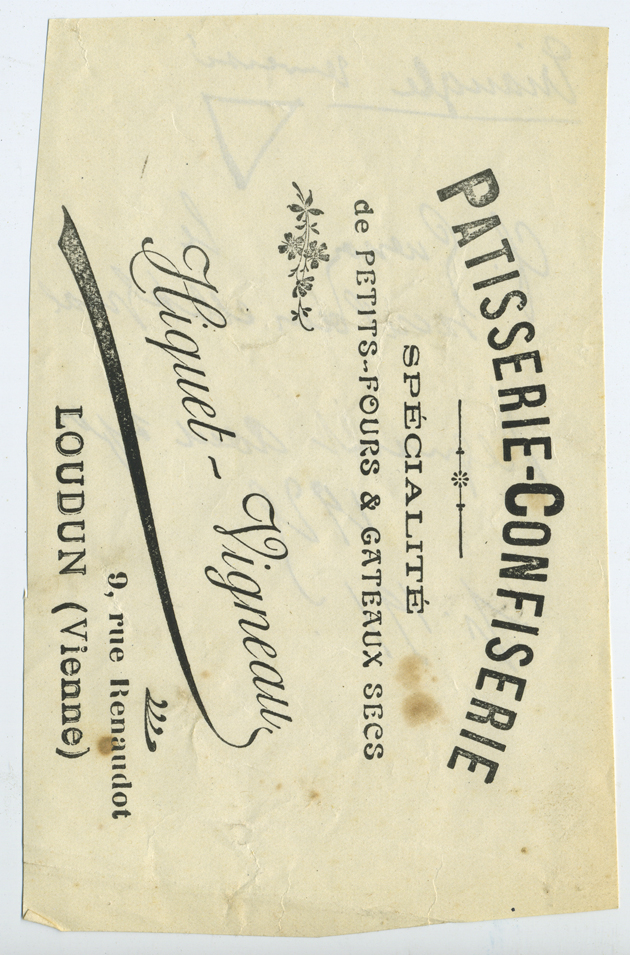 PATISSERIE-CONFISERIE
SPÉCIALITÉ
de PETITS-FOURS & GATEAUX SECS
Hiquet - Vigneau
9, rue Renaudot
LOUDUN (Vienne)